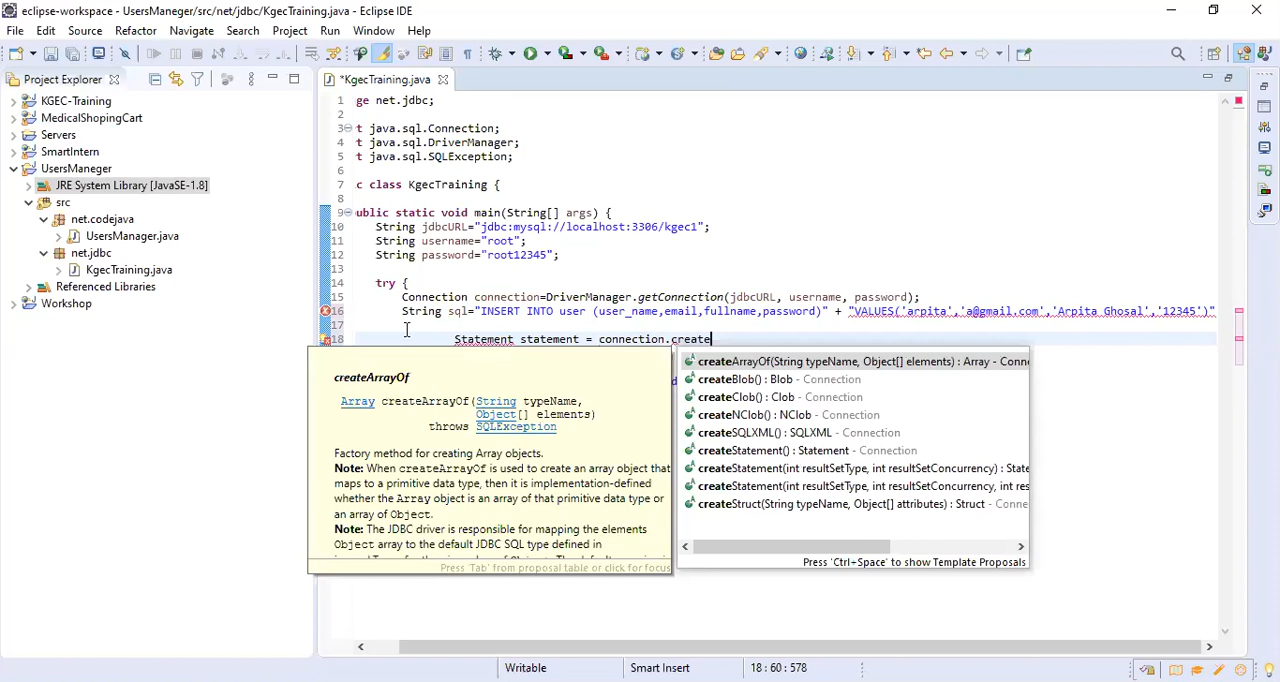 eclipse-workspace - UsersManeger/src/net/jdbc/KgecTraining.java - Eclipse IDE
File Edit Source Refactor Navigate Search Project Run Window Help
Project Explorer
*KgecTraining.java
KGEC-Training
MedicalShopingCart
Servers
SmartIntern
UsersManeger
JRE System Library [JavaSE-1.8]
src
net.codejava
UsersManager.java
net.jdbc
KgecTraining.java
Referenced Libraries
Workshop
1 ge net.jdbc;
2
3 t java.sql.Connection;
4 t java.sql.DriverManager;
5 t java.sql.SQLException;
6
7 c class KgecTraining {
8
9 ublic static void main(String[] args) {
10 String jdbcURL="jdbc:mysql://localhost:3306/kgec1";
11 String username="root";
12 String password="root12345";
13
14 try {
15 Connection connection=DriverManager.getConnection(jdbcURL, username, password);
16 String sql="INSERT INTO user (user_name,email,fullname,password)" + "VALUES('arpita','a@gmail.com','Arpita Ghosal','12345')"
17
18 Statement statement = connection.create
createArrayOf
Array createArrayOf(String typeName,
Object[] elements)
throws SQLException
Factory method for creating Array objects.
Note: When createArrayOf is used to create an array object that
maps to a primitive data type, then it is implementation-defined
whether the Array object is an array of that primitive data type or
an array of Object.
Note: The JDBC driver is responsible for mapping the elements
Object array to the default JDBC SQL type defined in
Press 'Tab' from proposal table or click for focus
createArrayOf(String typeName, Object[] elements) : Array - Conne
createBlob() : Blob - Connection
createClob() : Clob - Connection
createNClob() : NClob - Connection
createSQLXML() : SQLXML - Connection
createStatement() : Statement - Connection
createStatement(int resultSetType, int resultSetConcurrency) : State
createStatement(int resultSetType, int resultSetConcurrency, int res
createStruct(String typeName, Object[] attributes) : Struct - Conne
Press 'Ctrl+Space' to show Template Proposals
Writable Smart Insert 18 : 60 : 578